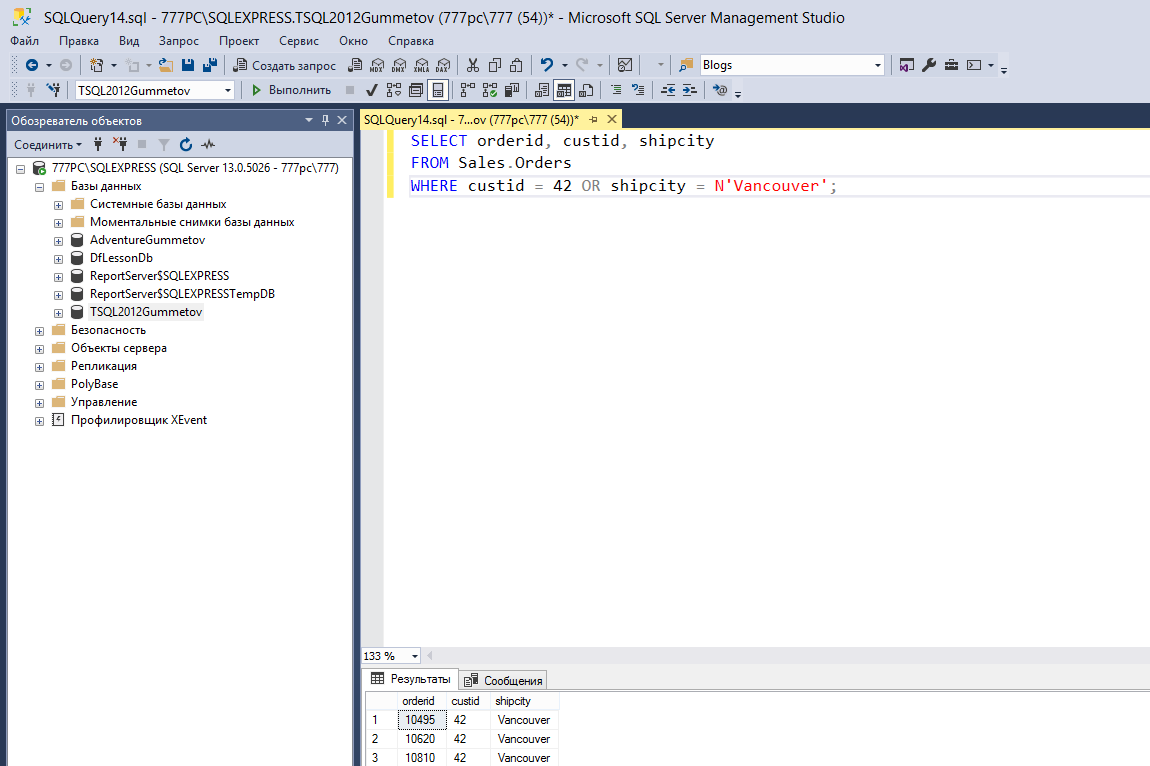 SQLQuery14.sql - 777PC\SQLEXPRESS.TSQL2012Gummetov (777pc\777 (54))* - Microsoft SQL Server Management Studio
Файл Правка Вид Запрос Проект Сервис Окно Справка
Создать запрос MDX DMX XMLA DAX Blogs
TSQL2012Gummetov Выполнить
Обозреватель объектов
Соединить
777PC\SQLEXPRESS (SQL Server 13.0.5026 - 777pc\777)
Базы данных
Системные базы данных
Моментальные снимки базы данных
AdventureGummetov
DfLessonDb
ReportServer$SQLEXPRESS
ReportServer$SQLEXPRESSTempDB
TSQL2012Gummetov
Безопасность
Объекты сервера
Репликация
PolyBase
Управление
Профилировщик XEvent
SQLQuery14.sql - 7...ov (777pc\777 (54))*
SELECT orderid, custid, shipcity
FROM Sales.Orders
WHERE custid = 42 OR shipcity = N'Vancouver';
133 %
Результаты Сообщения
orderid custid shipcity
1 10495 42 Vancouver
2 10620 42 Vancouver
3 10810 42 Vancouver